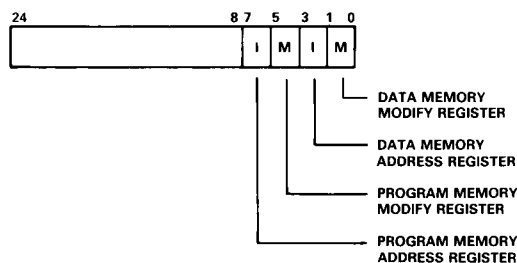 24 8 7 5 3 1 0
I M I M
DATA MEMORY
MODIFY REGISTER
DATA MEMORY
ADDRESS REGISTER
PROGRAM MEMORY
MODIFY REGISTER
PROGRAM MEMORY
ADDRESS REGISTER